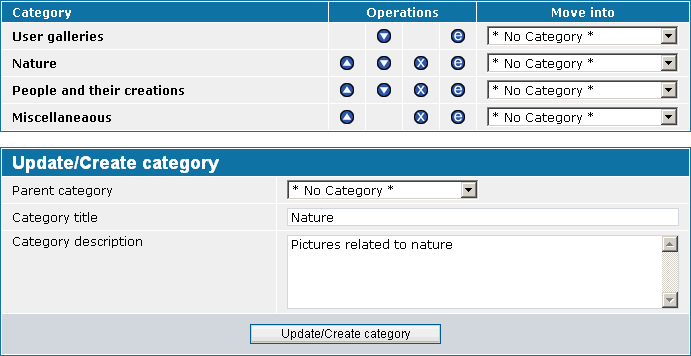 Category Operations Move into
User galleries e * No Category *
Nature x e * No Category *
People and their creations x e * No Category *
Miscellaneaous x e * No Category *
Update/Create category
Parent category * No Category *
Category title Nature
Category description Pictures related to nature
Update/Create category